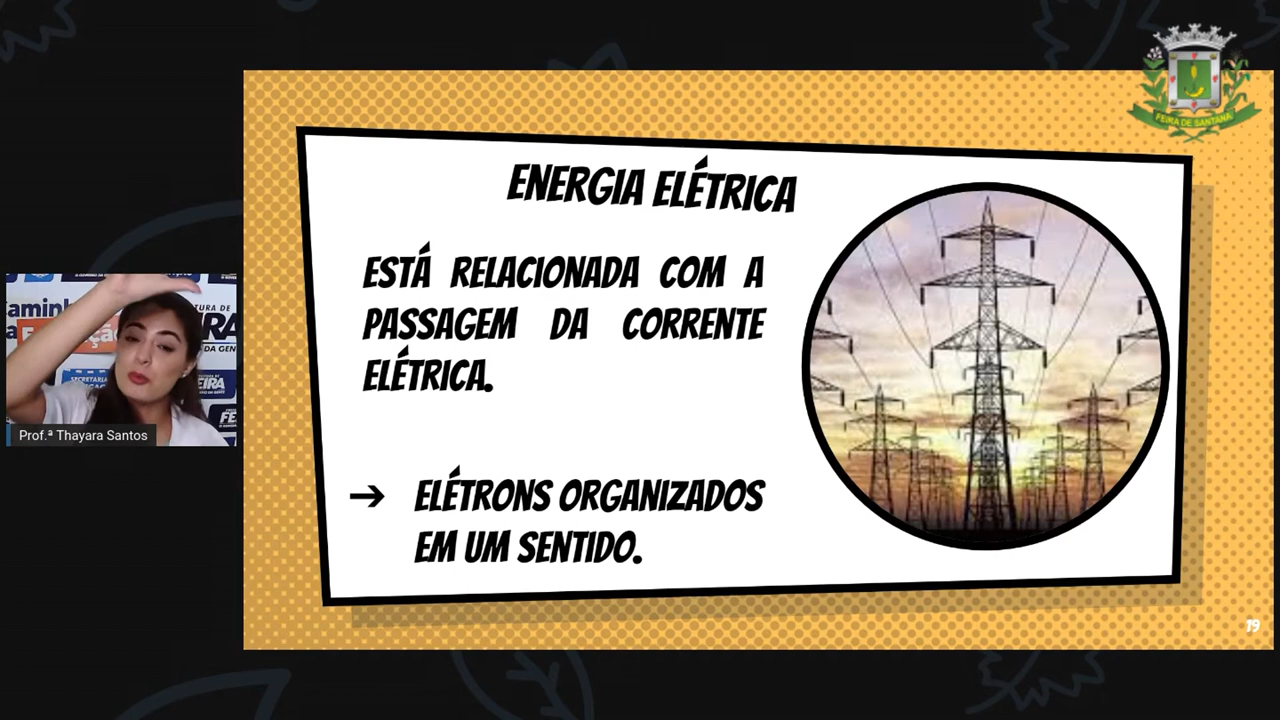 FEIRA DE SANTANA
ENERGIA ELÉTRICA
ESTÁ RELACIONADA COM A
PASSAGEM DA CORRENTE
ELÉTRICA.
➔ ELÉTRONS ORGANIZADOS
EM UM SENTIDO.
Prof.ª Thayara Santos
19